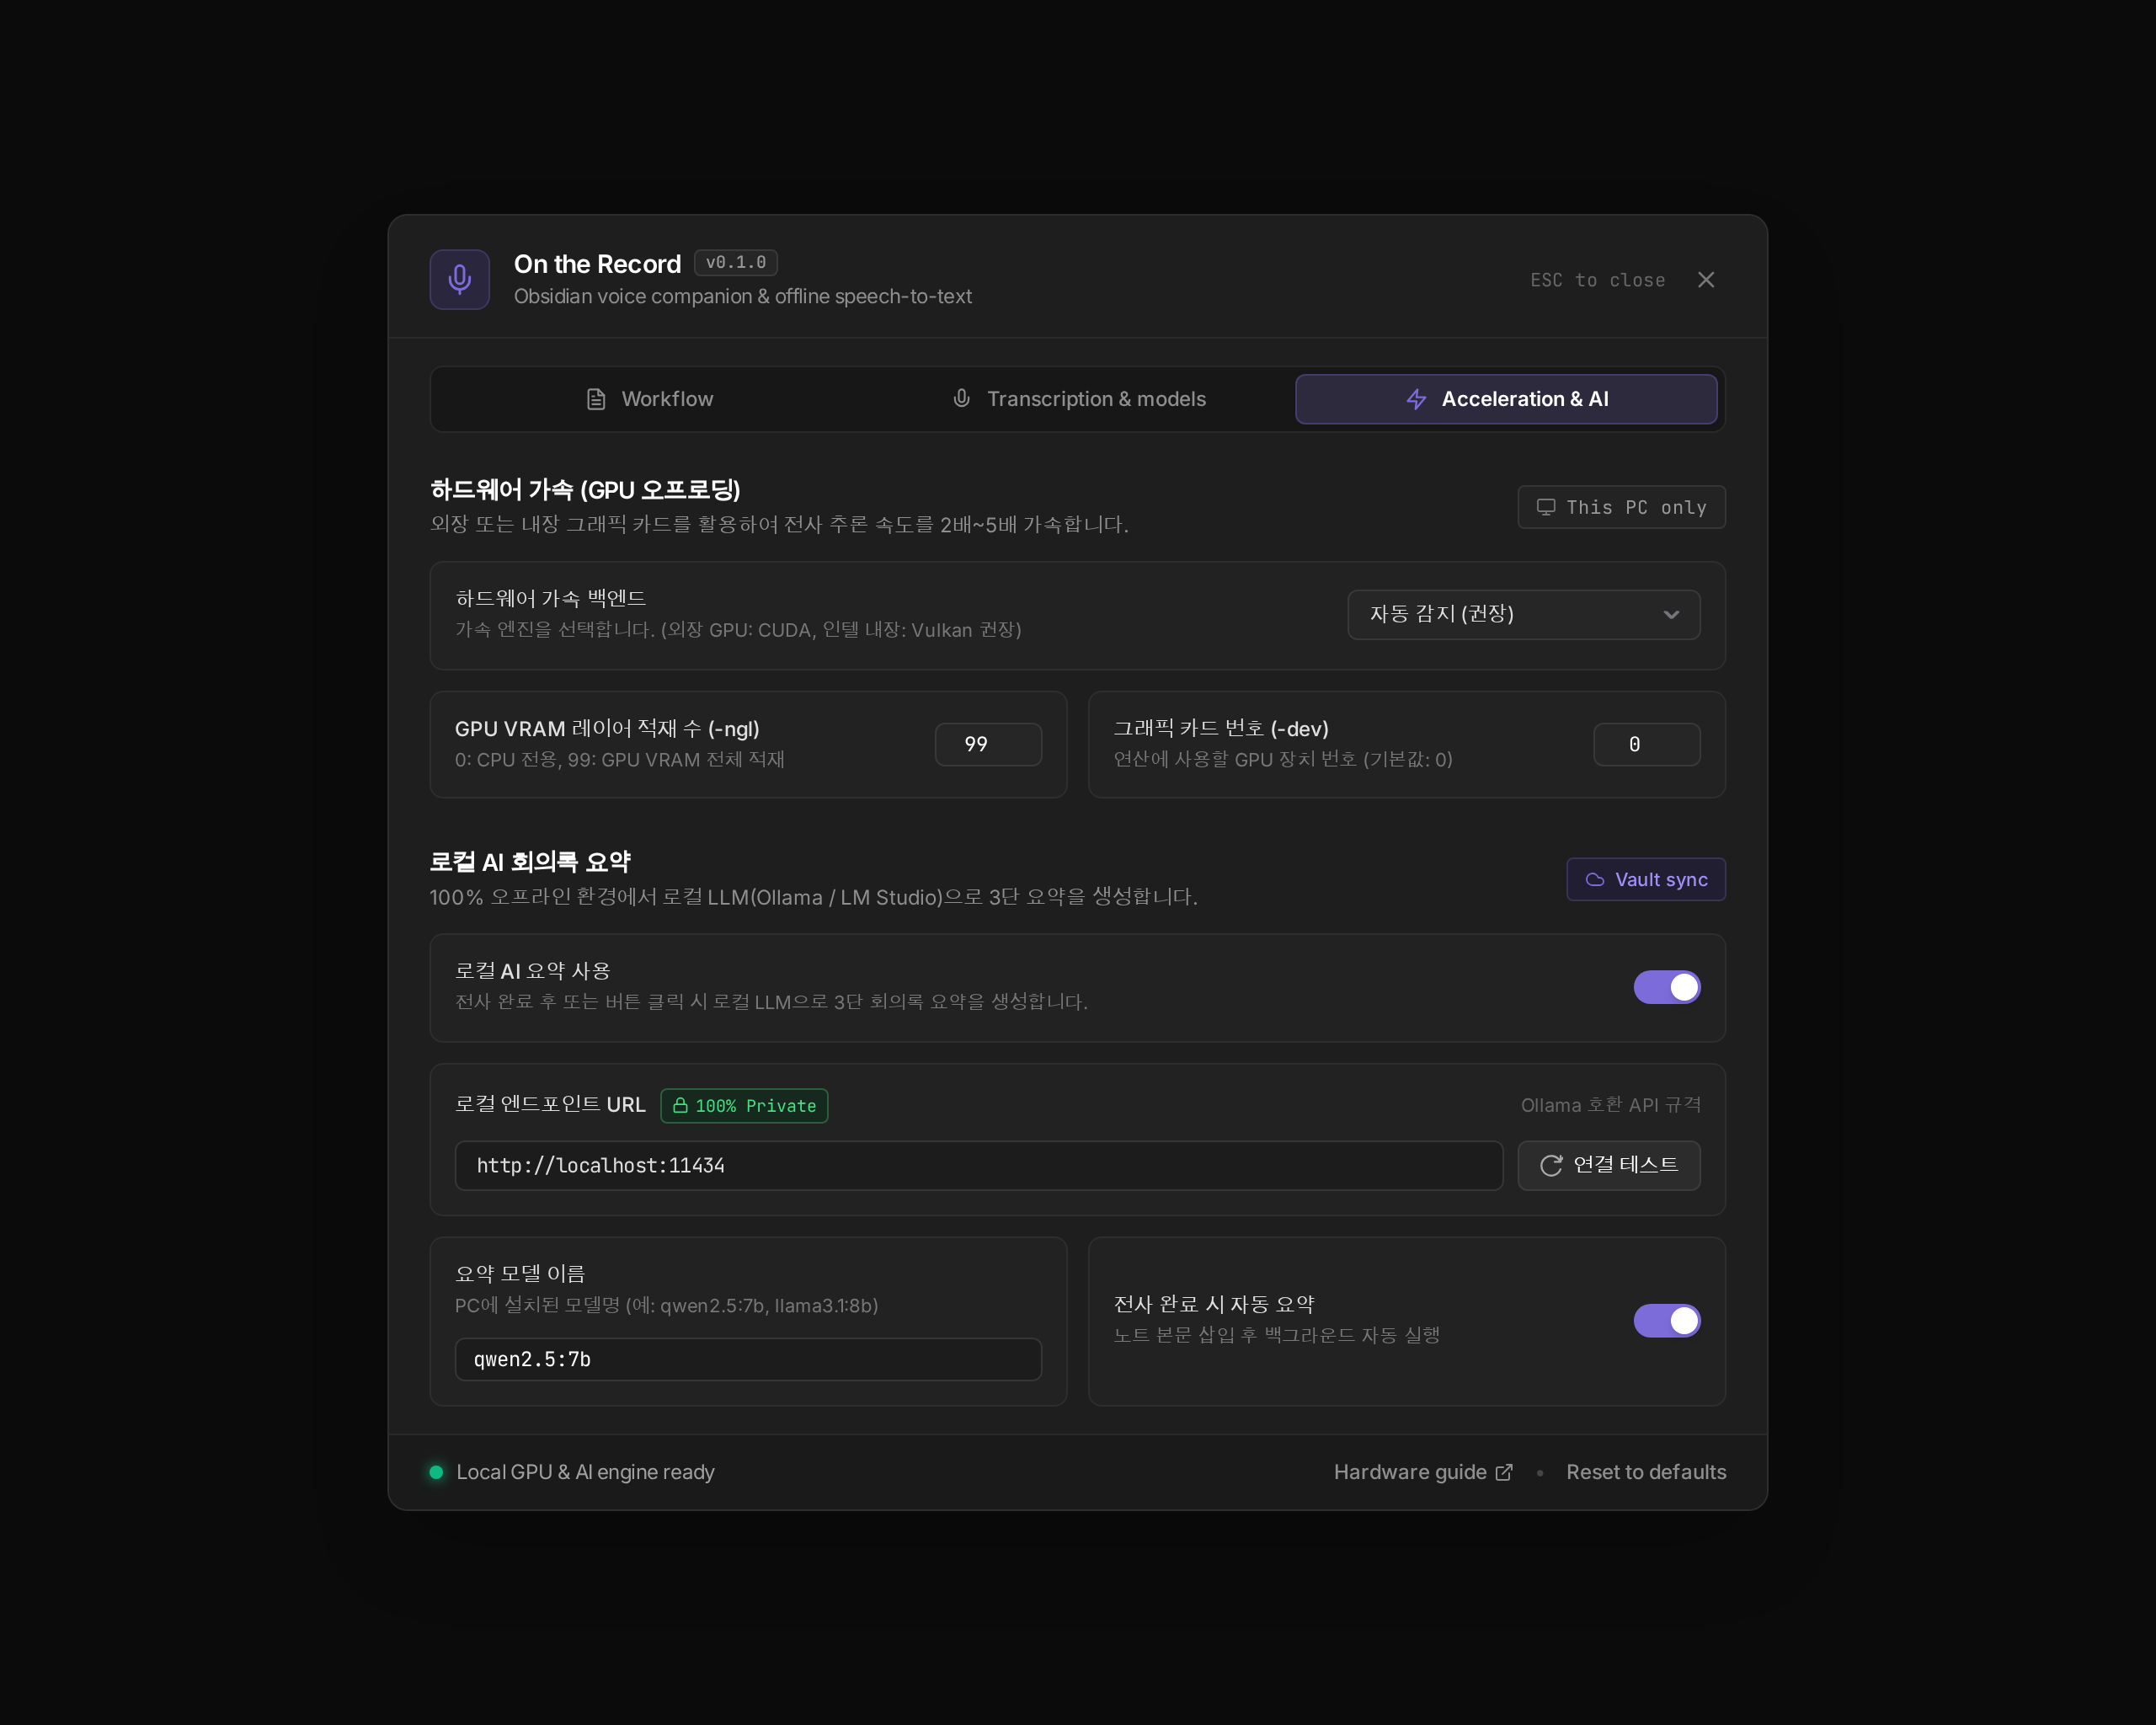 On the Record v0.1.0
Obsidian voice companion & offline speech-to-text
ESC to close
Workflow
Transcription & models
Acceleration & AI
하드웨어 가속 (GPU 오프로딩)
외장 또는 내장 그래픽 카드를 활용하여 전사 추론 속도를 2배~5배 가속합니다.
This PC only
하드웨어 가속 백엔드
가속 엔진을 선택합니다. (외장 GPU: CUDA, 인텔 내장: Vulkan 권장)
자동 감지 (권장)
GPU VRAM 레이어 적재 수 (-ngl)
0: CPU 전용, 99: GPU VRAM 전체 적재
99
그래픽 카드 번호 (-dev)
연산에 사용할 GPU 장치 번호 (기본값: 0)
0
로컬 AI 회의록 요약
100% 오프라인 환경에서 로컬 LLM(Ollama / LM Studio)으로 3단 요약을 생성합니다.
Vault sync
로컬 AI 요약 사용
전사 완료 후 또는 버튼 클릭 시 로컬 LLM으로 3단 회의록 요약을 생성합니다.
로컬 엔드포인트 URL 100% Private
Ollama 호환 API 규격
http://localhost:11434
연결 테스트
요약 모델 이름
PC에 설치된 모델명 (예: qwen2.5:7b, llama3.1:8b)
qwen2.5:7b
전사 완료 시 자동 요약
노트 본문 삽입 후 백그라운드 자동 실행
Local GPU & AI engine ready
Hardware guide
Reset to defaults